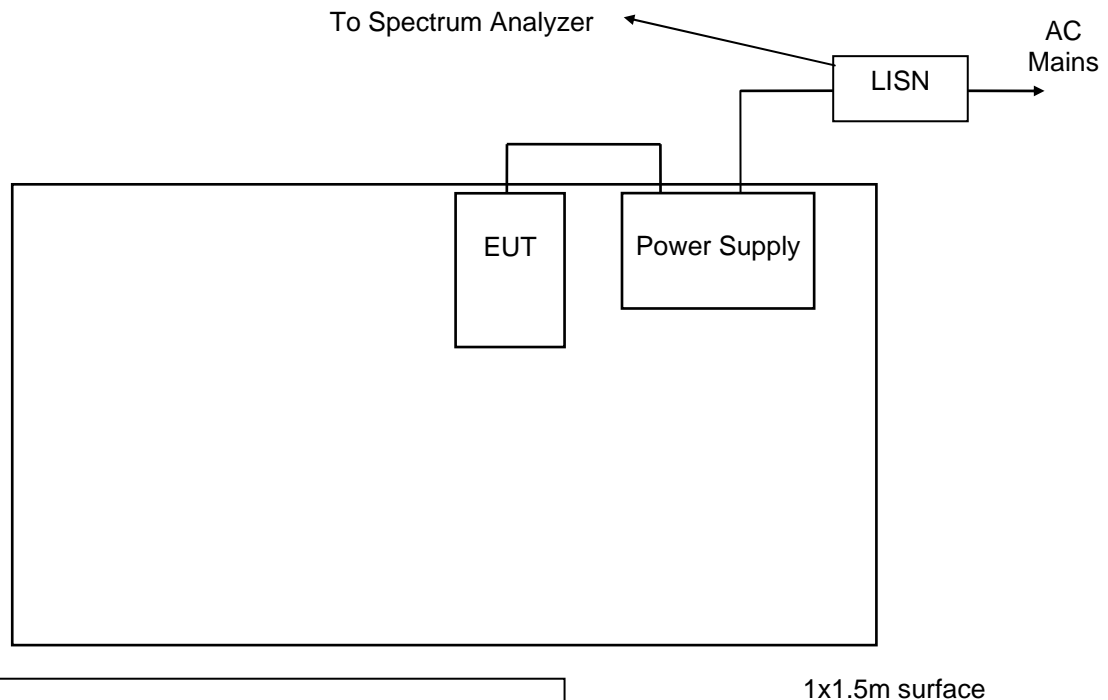 To Spectrum Analyzer
AC
Mains
LISN
EUT
Power Supply
1x1.5m surface